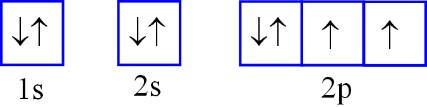 ↓↑ ↓↑ ↓↑ ↑ ↑
1s 2s 2p